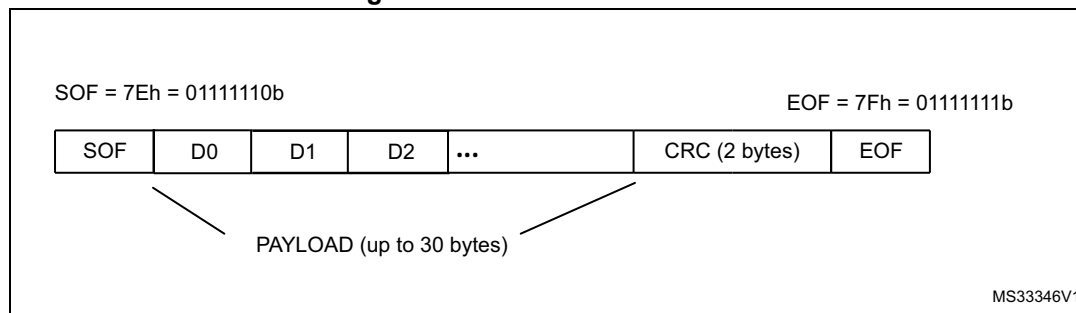 SOF = 7Eh = 01111110b
EOF = 7Fh = 01111111b
SOF D0 D1 D2 ... CRC (2 bytes) EOF
PAYLOAD (up to 30 bytes)
MS33346V1